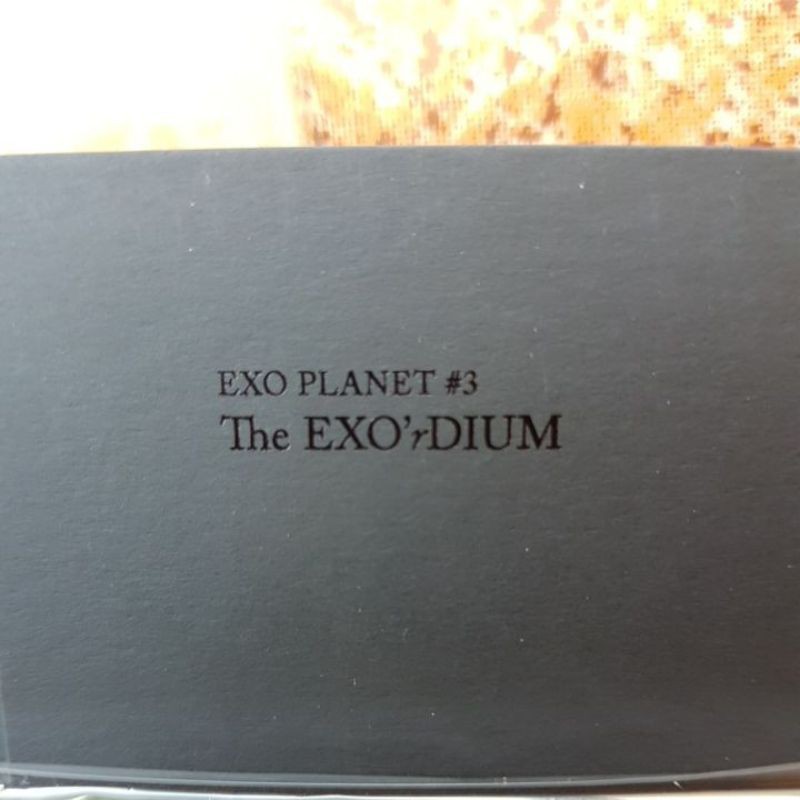 EXO PLANET #3
The EXO'rDIUM